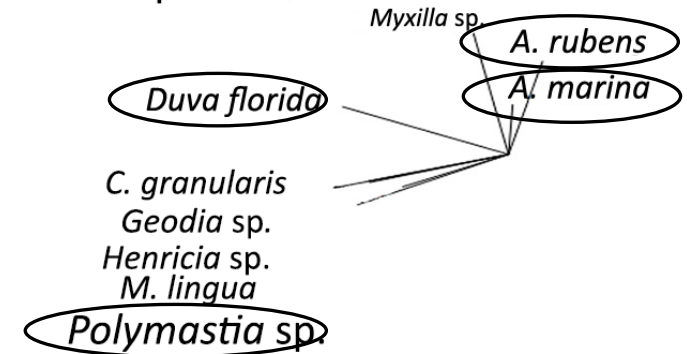 Myxilla sp.
A. rubens
A. marina
Duva florida
C. granularis
Geodia sp.
Henricia sp.
M. lingua
Polymastia sp.